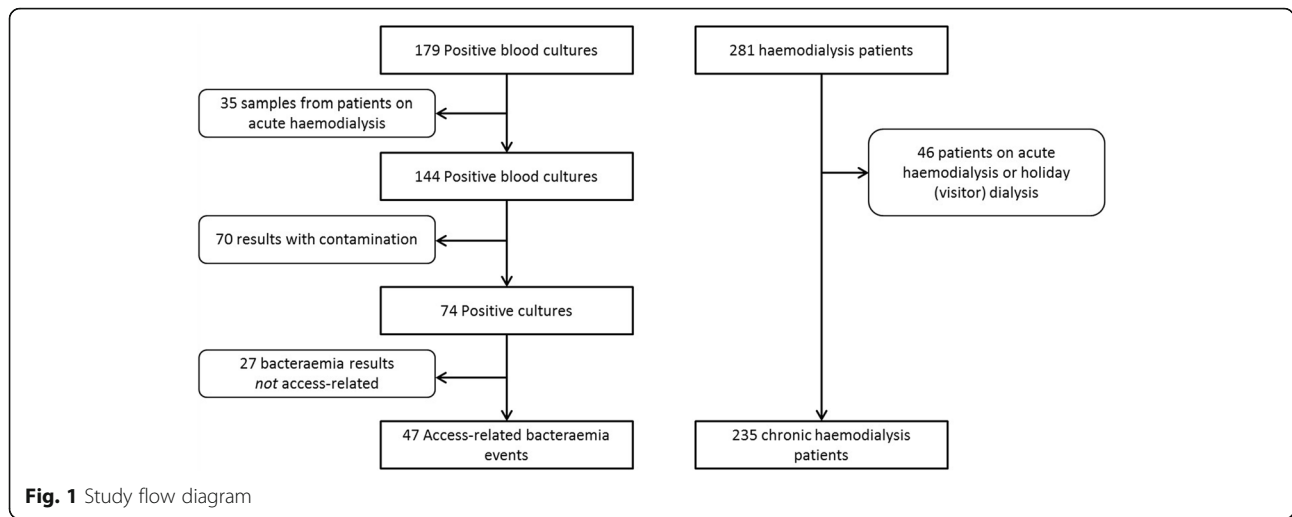 179 Positive blood cultures
35 samples from patients on
acute haemodialysis
144 Positive blood cultures
70 results with contamination
74 Positive cultures
27 bacteraemia results
not access-related
47 Access-related bacteraemia
events
281 haemodialysis patients
46 patients on acute
haemodialysis or holiday
(visitor) dialysis
235 chronic haemodialysis
patients
Fig. 1 Study flow diagram